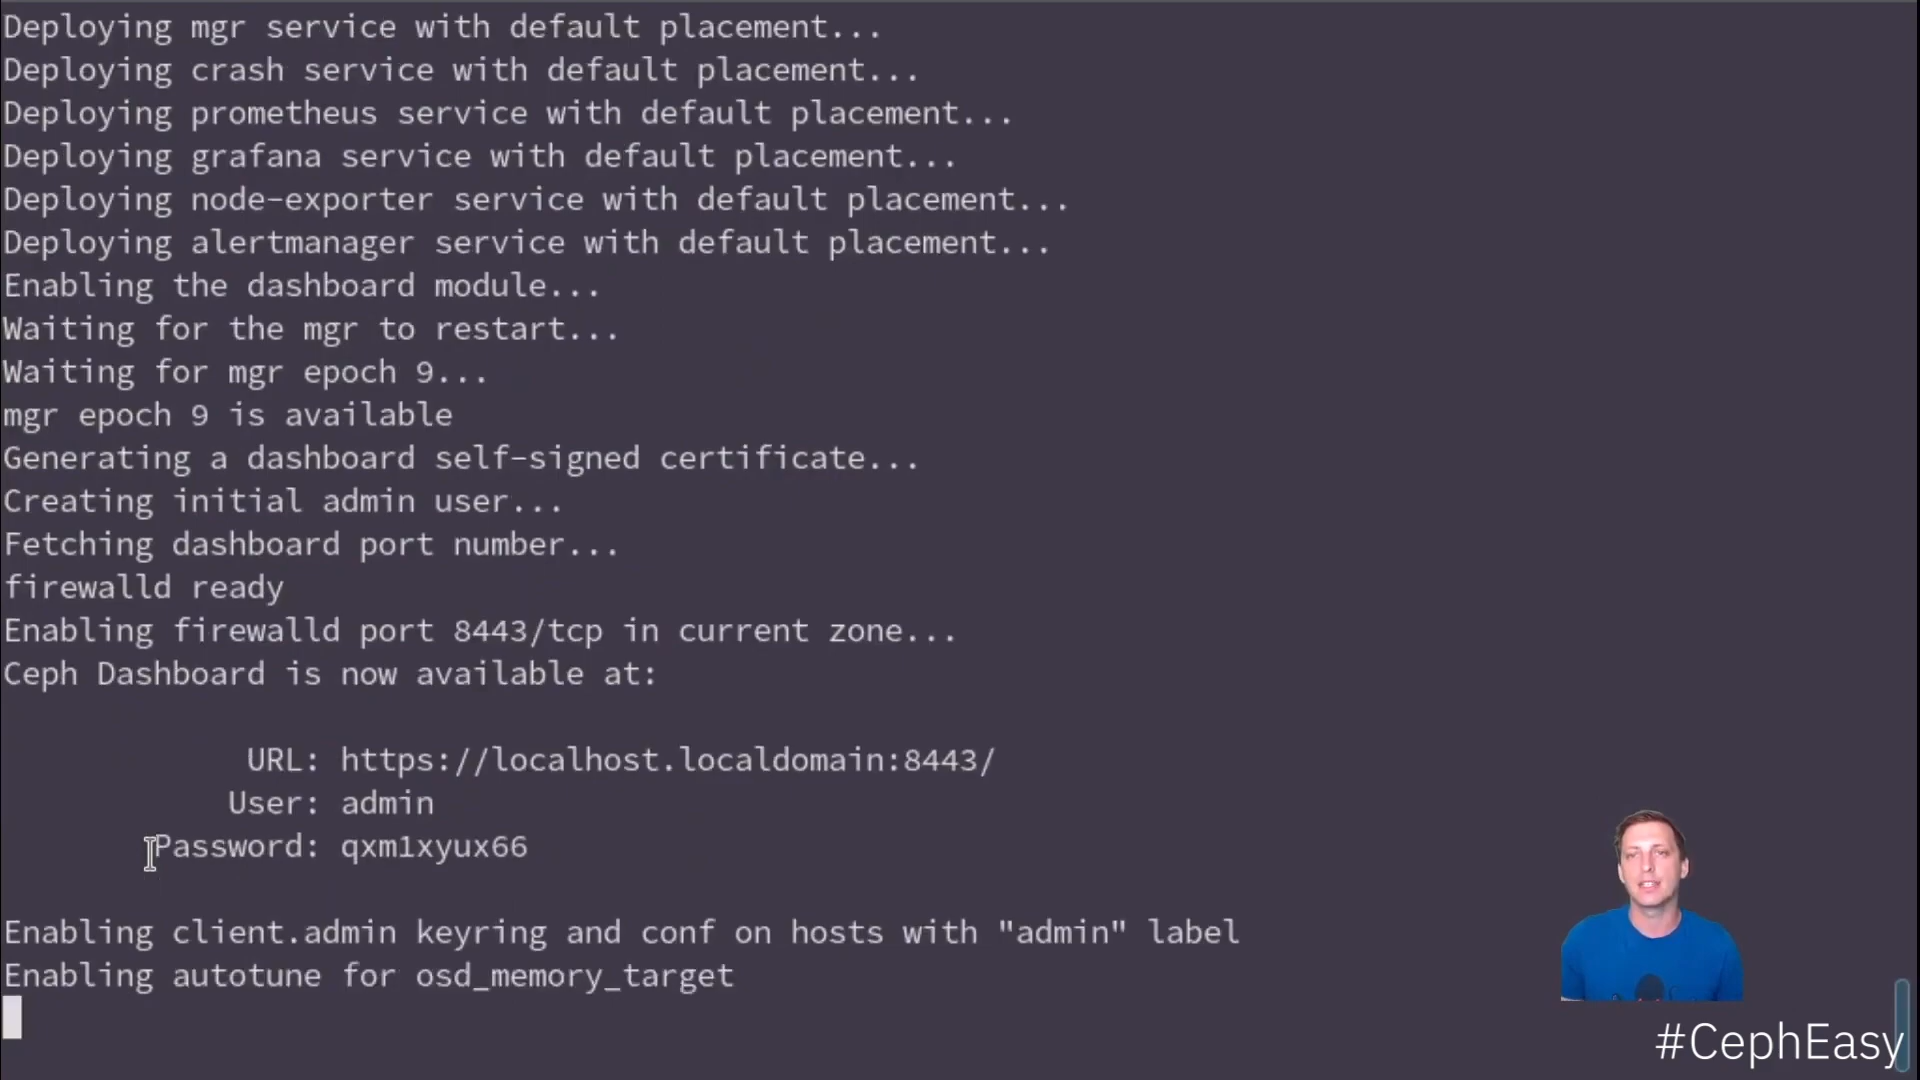 Deploying mgr service with default placement...
Deploying crash service with default placement...
Deploying prometheus service with default placement...
Deploying grafana service with default placement...
Deploying node-exporter service with default placement...
Deploying alertmanager service with default placement...
Enabling the dashboard module...
Waiting for the mgr to restart...
Waiting for mgr epoch 9...
mgr epoch 9 is available
Generating a dashboard self-signed certificate...
Creating initial admin user...
Fetching dashboard port number...
firewalld ready
Enabling firewalld port 8443/tcp in current zone...
Ceph Dashboard is now available at:
URL: https://localhost.localdomain:8443/
User: admin
Password: qxm1xyux66
Enabling client.admin keyring and conf on hosts with "admin" label
Enabling autotune for osd_memory_target
#CephEasy